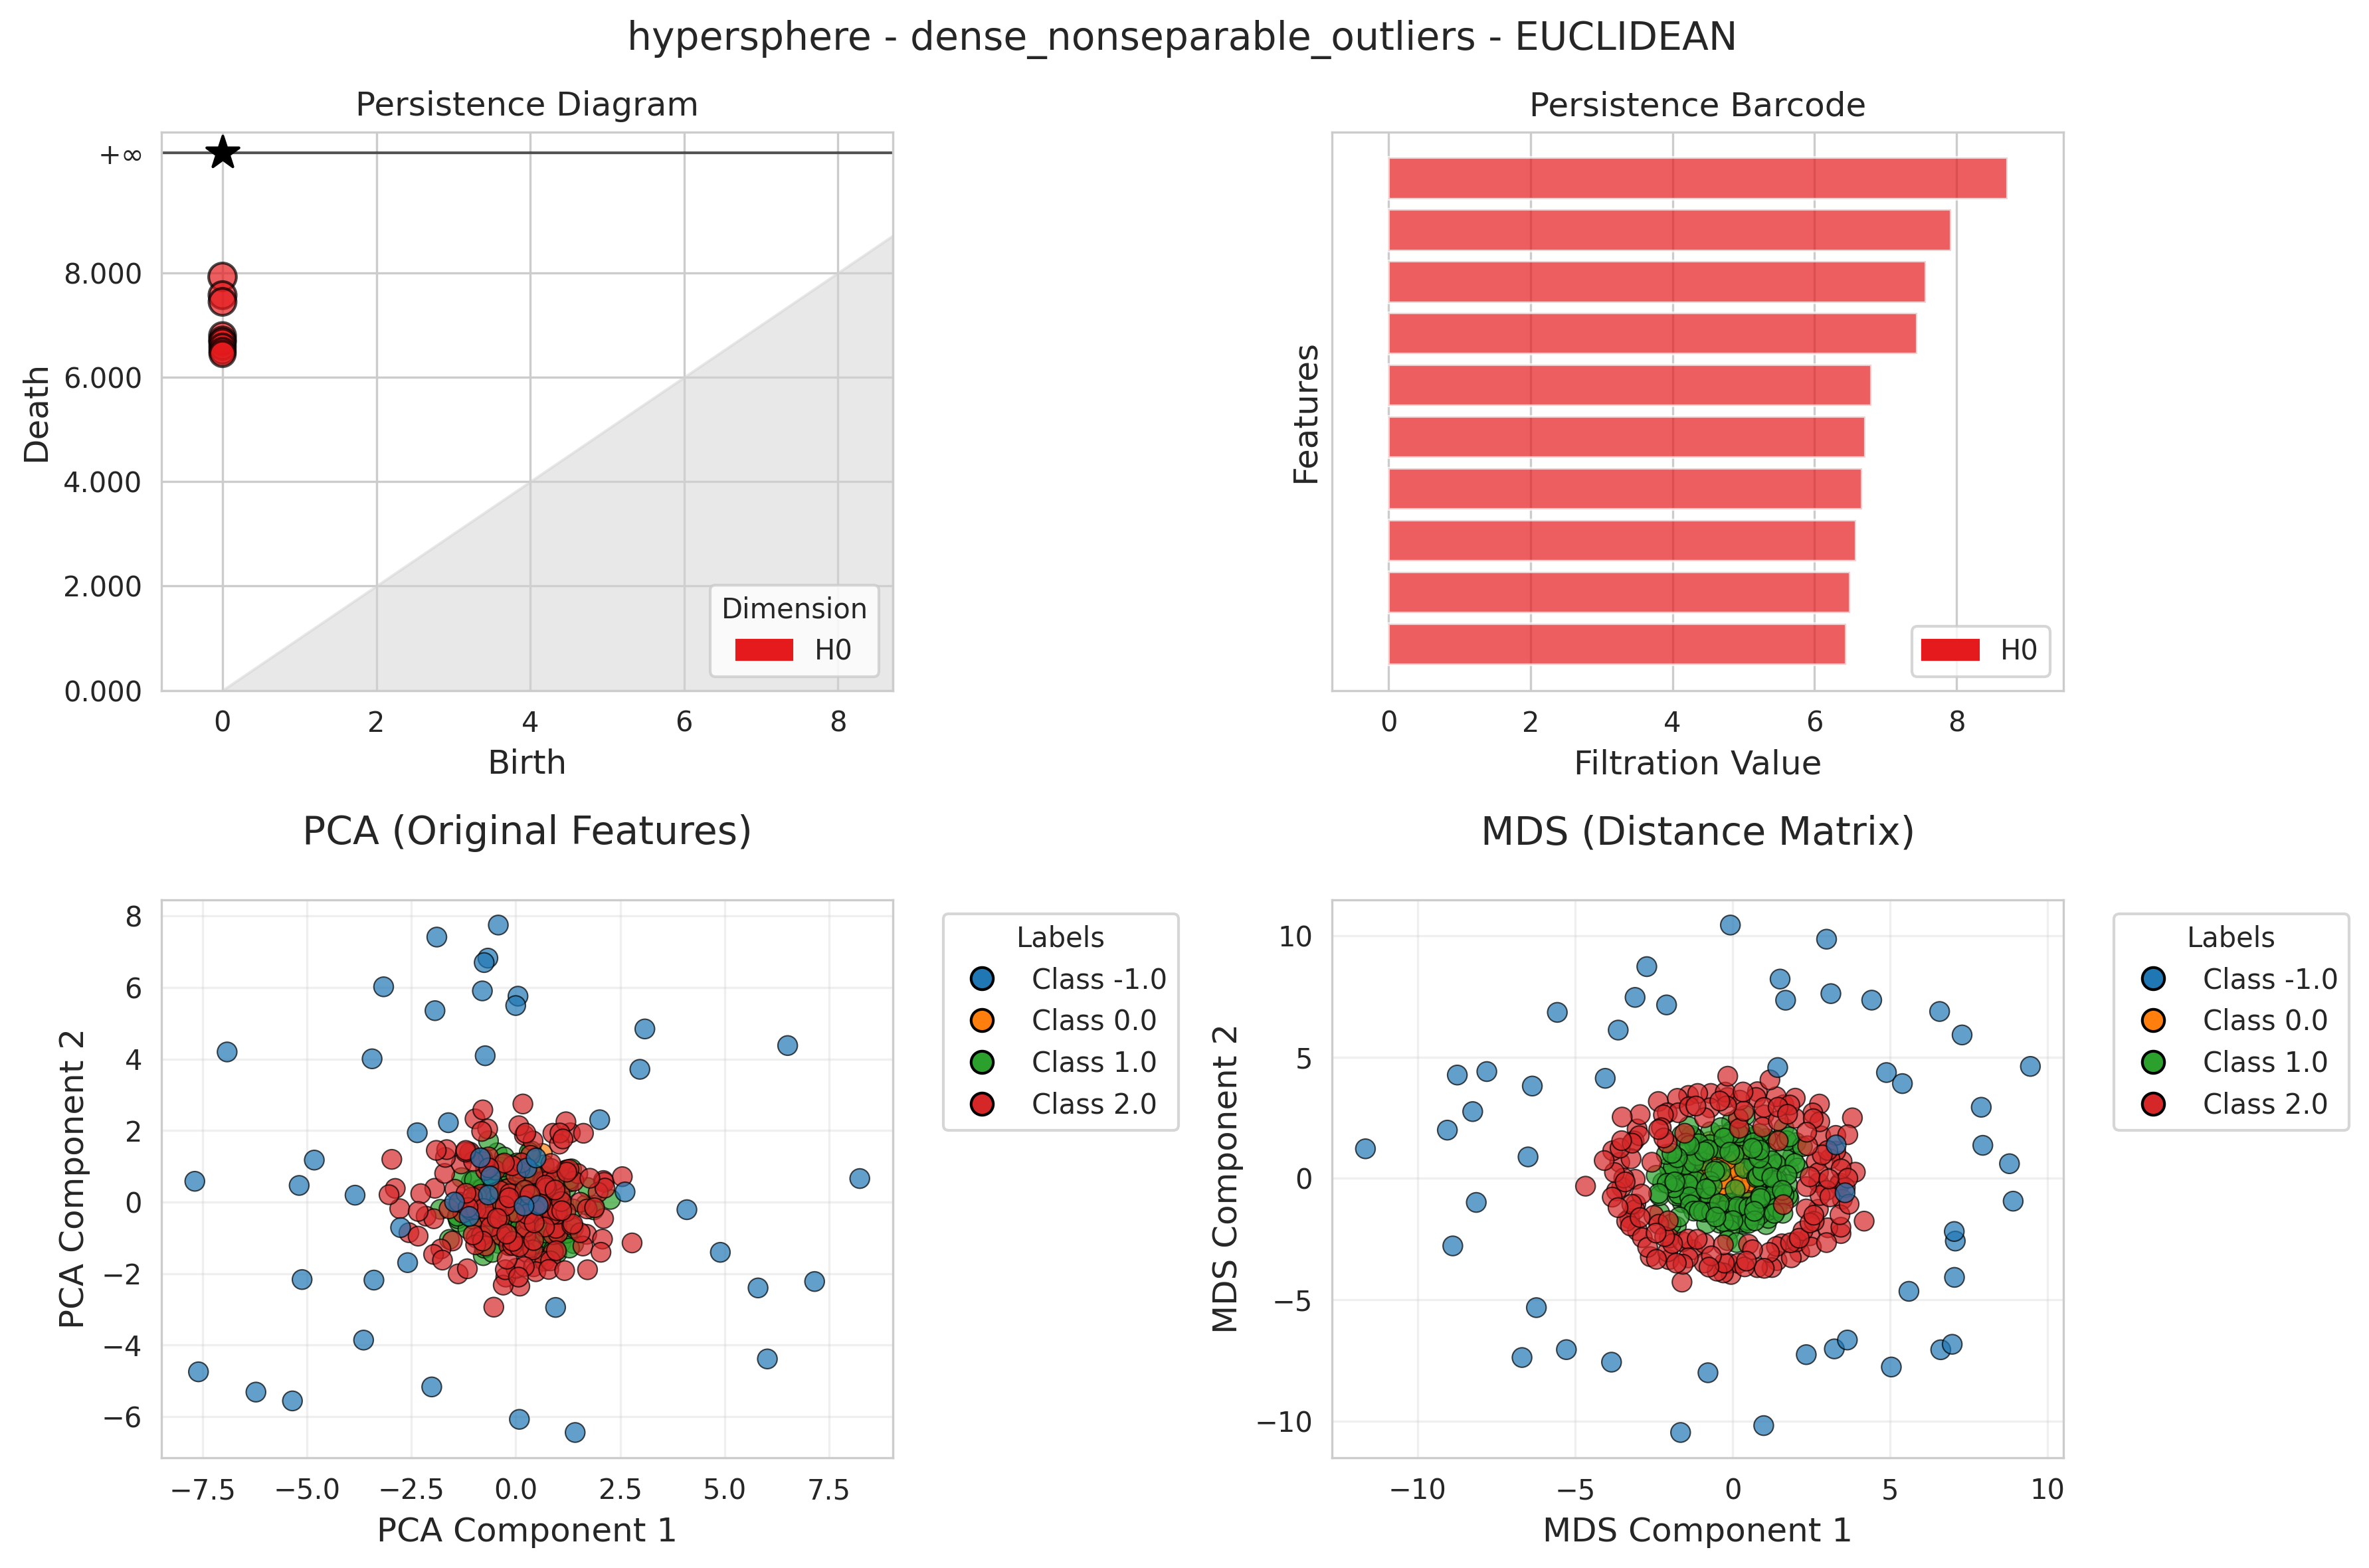 hypersphere - dense_nonseparable_outliers - EUCLIDEAN
Persistence Diagram
+∞
8.000
6.000
4.000
2.000
0.000
Death
0 2 4 6 8
Birth
Dimension
H0
Persistence Barcode
Features
0 2 4 6 8
Filtration Value
H0
PCA (Original Features)
8
6
4
2
0
−2
−4
−6
PCA Component 2
−7.5 −5.0 −2.5 0.0 2.5 5.0 7.5
PCA Component 1
Labels
Class -1.0
Class 0.0
Class 1.0
Class 2.0
MDS (Distance Matrix)
10
5
0
−5
−10
MDS Component 2
−10 −5 0 5 10
MDS Component 1
Labels
Class -1.0
Class 0.0
Class 1.0
Class 2.0